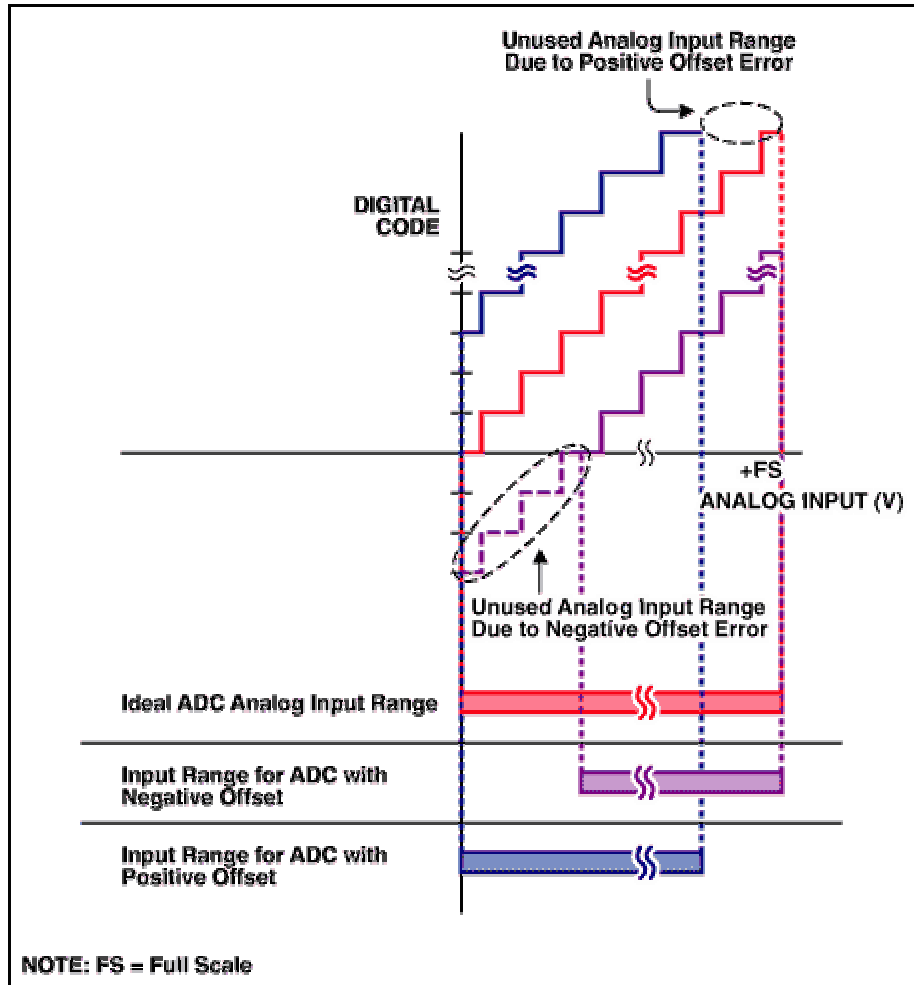 Unused Analog Input Range
Due to Positive Offset Error
DIGITAL
CODE
+FS
ANALOG INPUT (V)
Unused Analog Input Range
Due to Negative Offset Error
Ideal ADC Analog Input Range
Input Range for ADC with
Negative Offset
Input Range for ADC with
Positive Offset
NOTE: FS = Full Scale